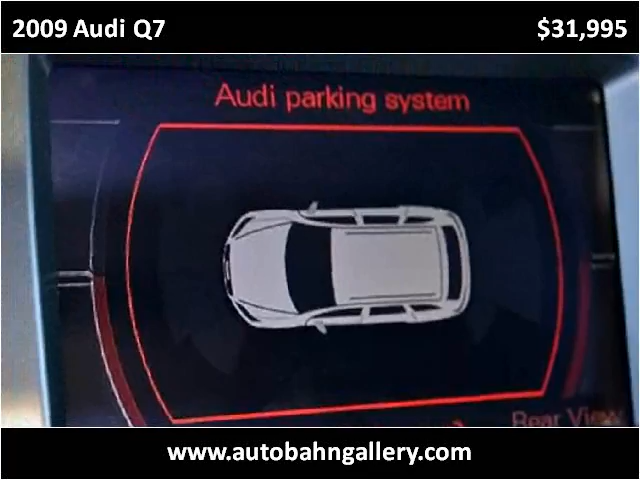 2009 Audi Q7 $31,995
Audi parking system
Rear View
www.autobahngallery.com